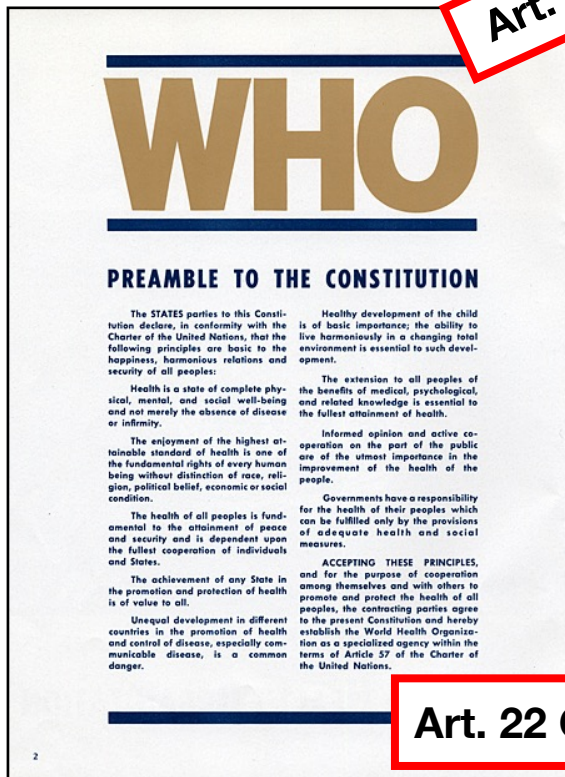 Art.
WHO
PREAMBLE TO THE CONSTITUTION
The STATES parties to this Consti-
tution declare, in conformity with the
Charter of the United Nations, that the
following principles are basic to the
happiness, harmonious relations and
security of all peoples:
Health is a state of complete phy-
sical, mental, and social well-being
and not merely the absence of disease
or infirmity.
The enjoyment of the highest at-
tainable standard of health is one of
the fundamental rights of every human
being without distinction of race, reli-
gion, political belief, economic or social
condition.
The health of all peoples is fund-
amental to the attainment of peace
and security and is dependent upon
the fullest cooperation of individuals
and States.
The achievement of any State in
the promotion and protection of health
is of value to all.
Unequal development in different
countries in the promotion of health
and control of disease, especially com-
municable disease, is a common
danger.
Healthy development of the child
is of basic importance; the ability to
live harmoniously in a changing total
environment is essential to such devel-
opment.
The extension to all peoples of
the benefits of medical, psychological,
and related knowledge is essential to
the fullest attainment of health.
Informed opinion and active co-
operation on the part of the public
are of the utmost importance in the
improvement of the health of the
people.
Governments have a responsibility
for the health of their peoples which
can be fulfilled only by the provisions
of adequate health and social
measures.
ACCEPTING THESE PRINCIPLES,
and for the purpose of cooperation
among themselves and with others to
promote and protect the health of all
peoples, the contracting parties agree
to the present Constitution and hereby
establish the World Health Organiza-
tion as a specialized agency within the
terms of Article 57 of the Charter of
the United Nations.
Art. 22
2